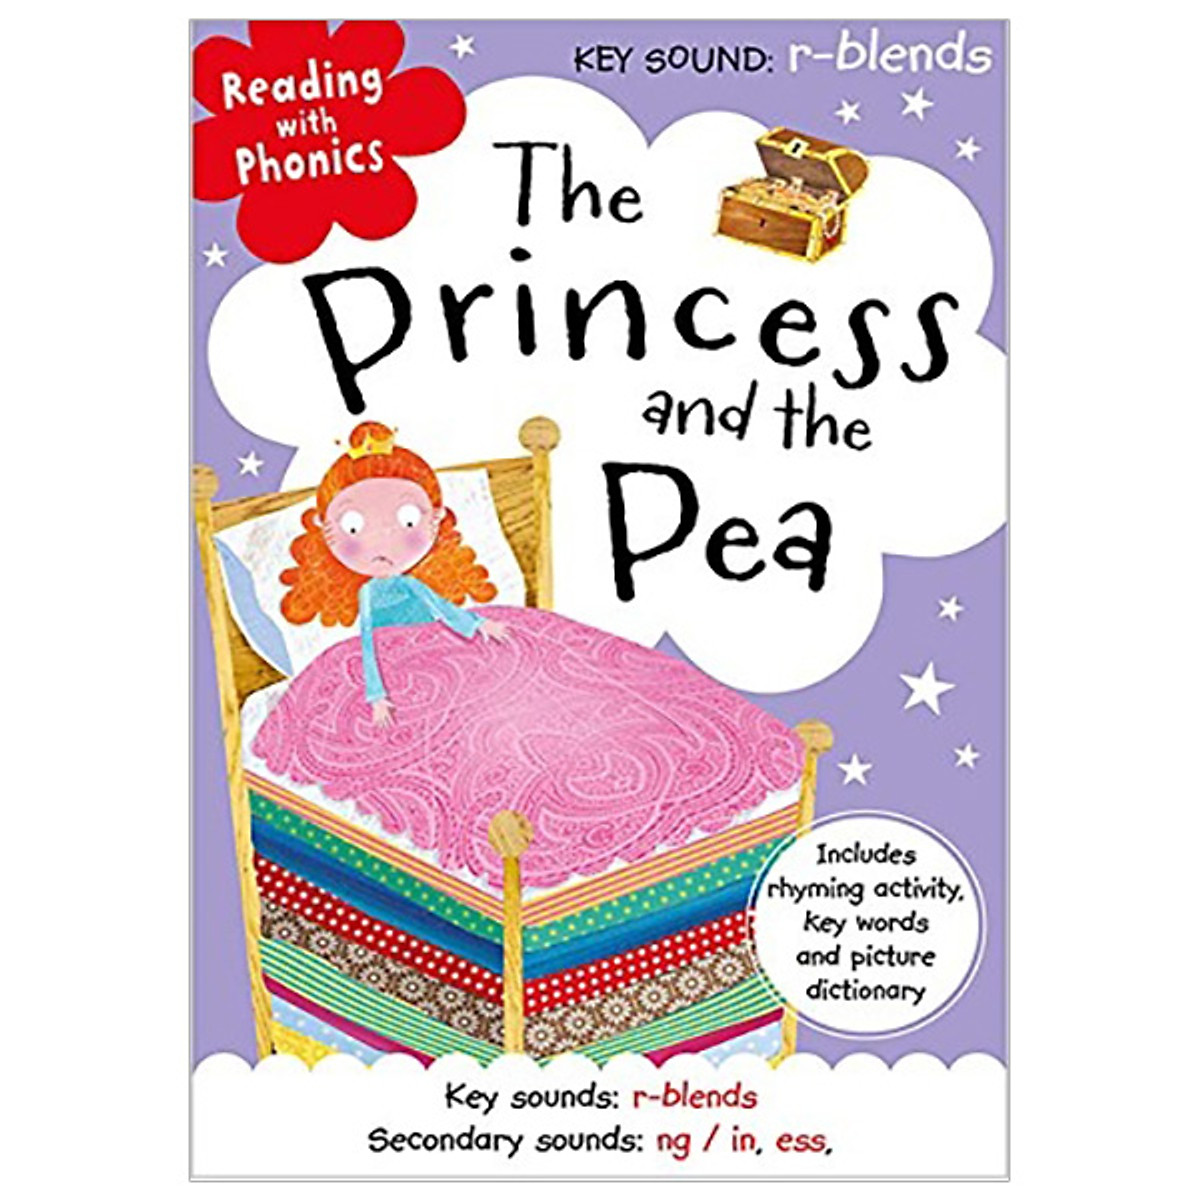 Reading
with
Phonics
KEY SOUND: r-blends
The
Princess
and the
Pea
Includes
rhyming activity,
key words
and picture
dictionary
Key sounds: r-blends
Secondary sounds: ng / in, ess,